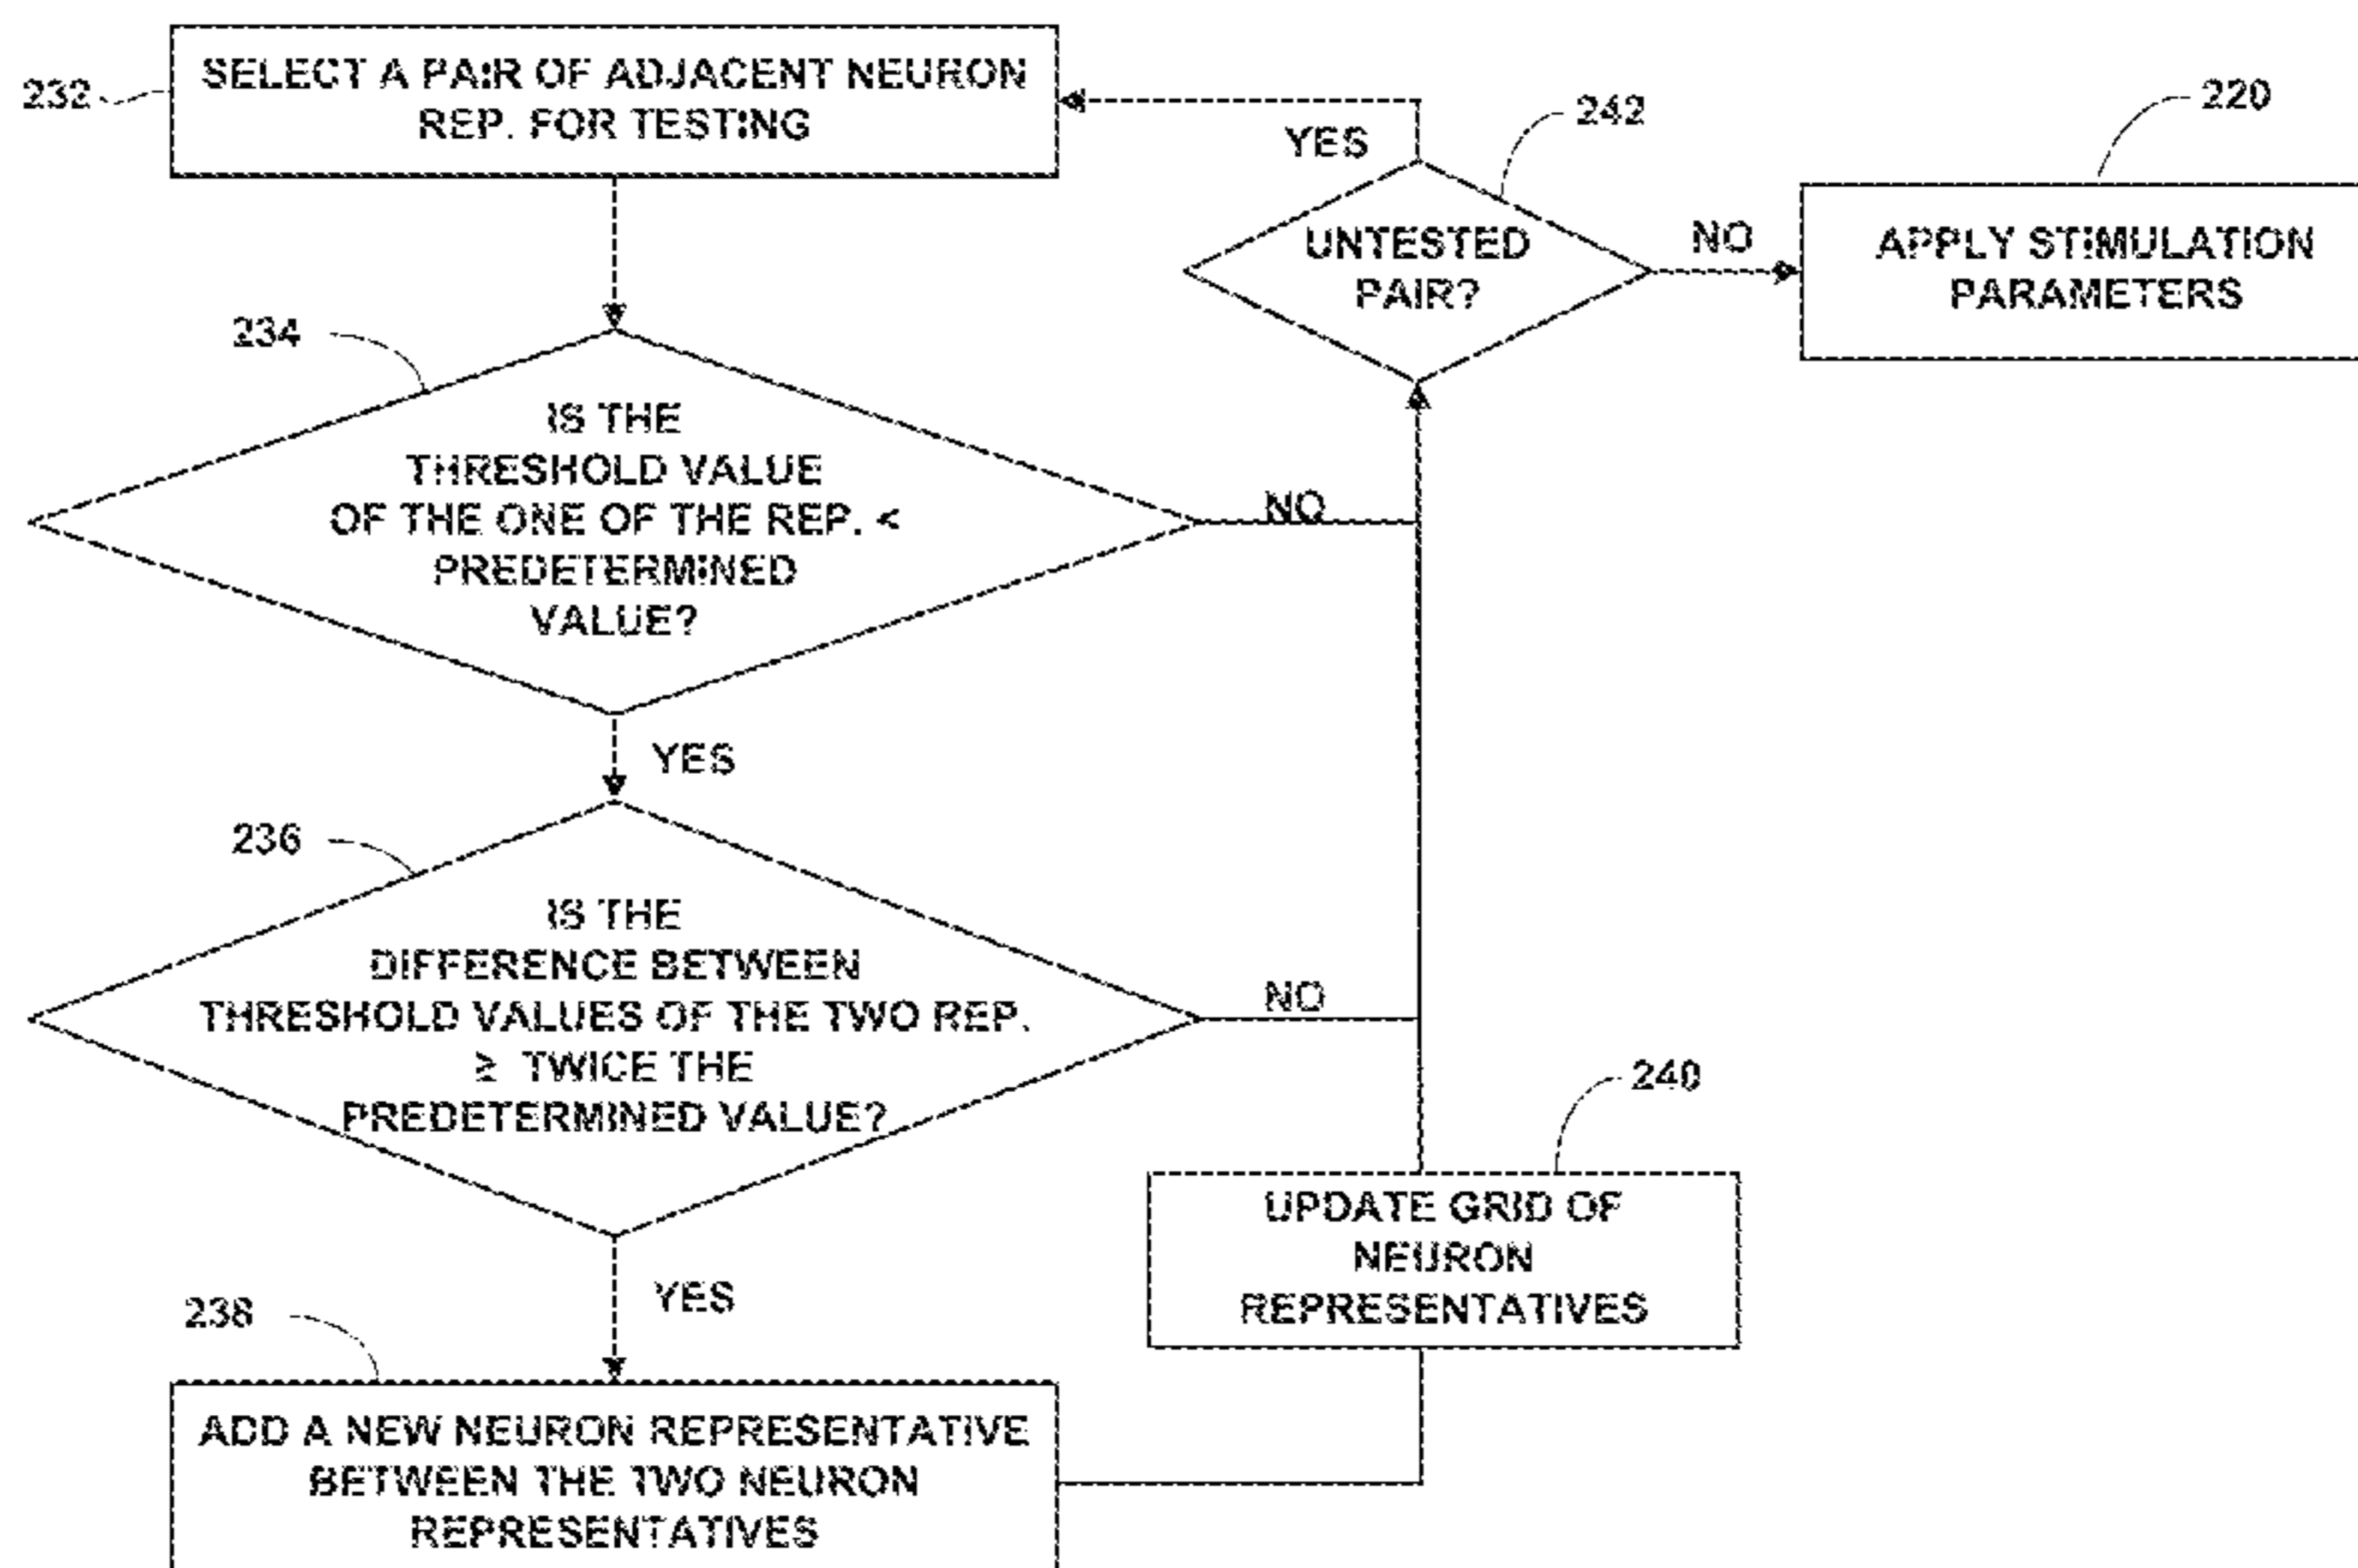 232
SELECT A PAIR OF ADJACENT NEURON
REP. FOR TESTING
YES
242
220
UNTESTED
PAIR?
NO
APPLY STIMULATION
PARAMETERS
234
IS THE
THRESHOLD VALUE
OF THE ONE OF THE REP. <
PREDETERMINED
VALUE?
NO
YES
236
IS THE
DIFFERENCE BETWEEN
THRESHOLD VALUES OF THE TWO REP.
≥ TWICE THE
PREDETERMINED VALUE?
NO
240
UPDATE GRID OF
NEURON
REPRESENTATIVES
YES
238
ADD A NEW NEURON REPRESENTATIVE
BETWEEN THE TWO NEURON
REPRESENTATIVES